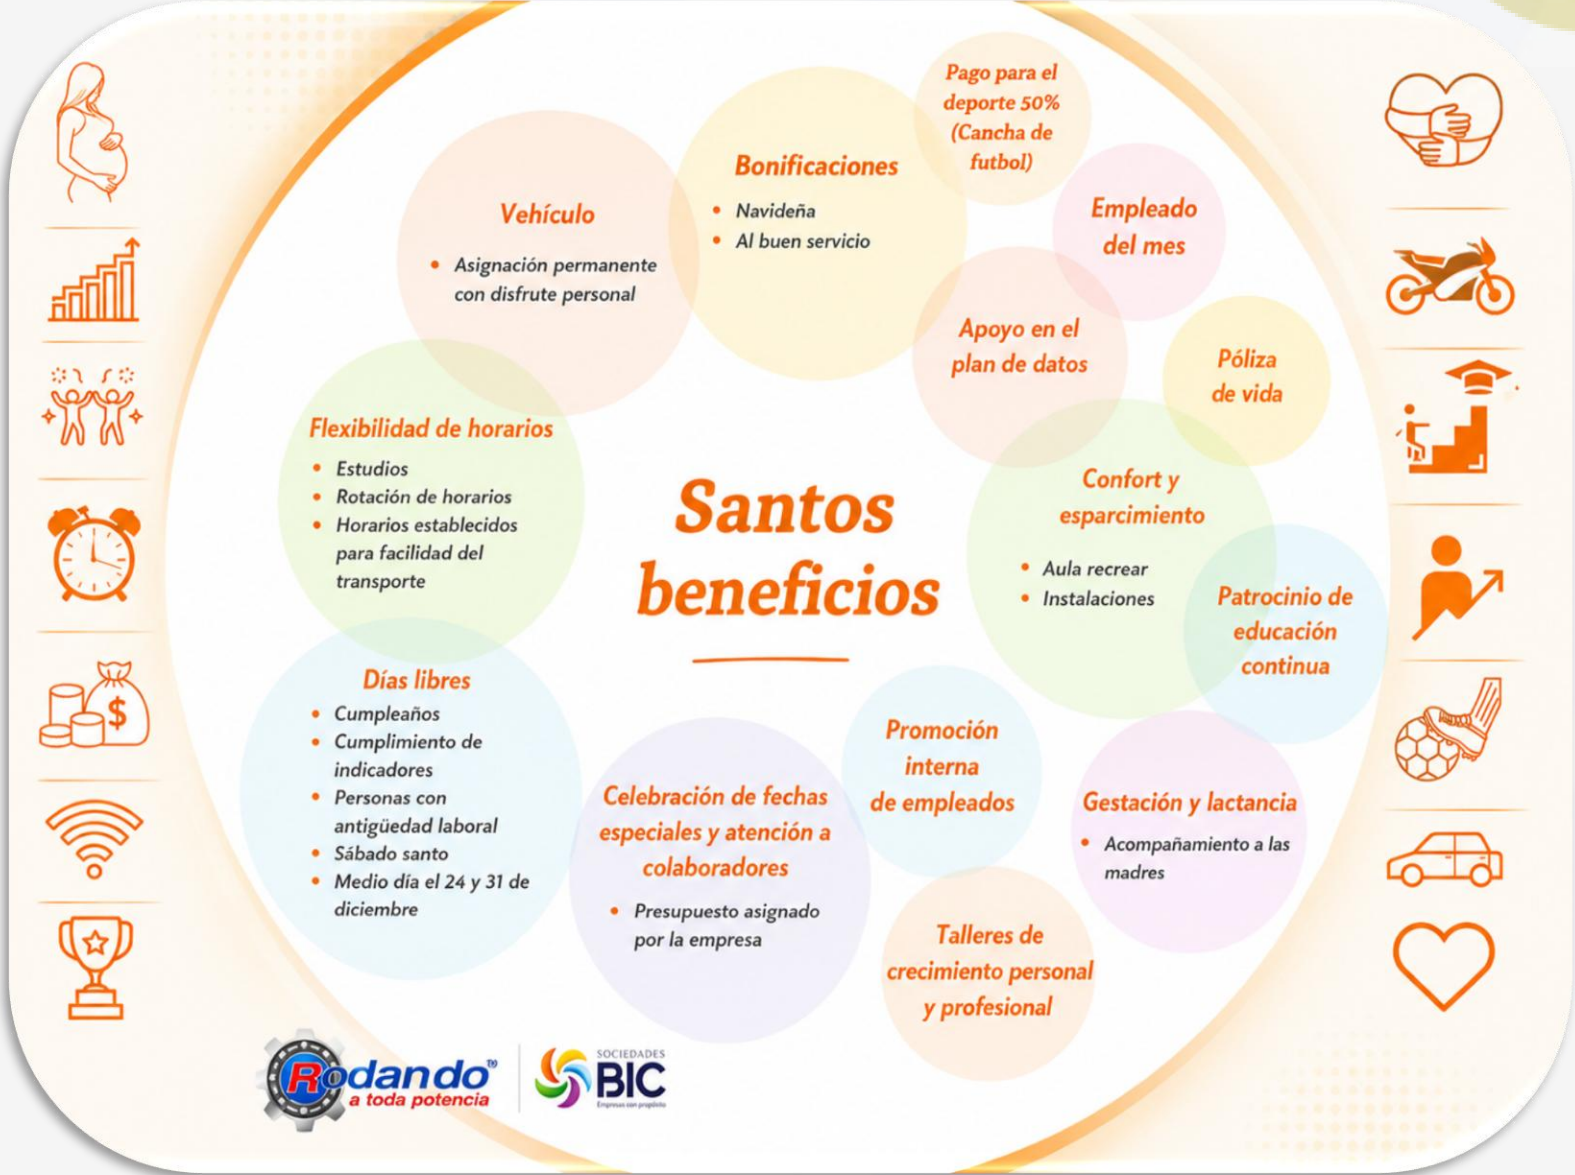 Pago para el
deporte 50%
(Cancha de
futbol)
Bonificaciones
• Navideña
• Al buen servicio
Vehículo
• Asignación permanente
con disfrute personal
Empleado
del mes
Apoyo en el
plan de datos
Póliza
de vida
Flexibilidad de horarios
• Estudios
• Rotación de horarios
• Horarios establecidos
para facilidad del
transporte
Santos
beneficios
Confort y
esparcimiento
• Aula recrear
• Instalaciones
Patrocinio de
educación
continua
Días libres
• Cumpleaños
• Cumplimiento de
indicadores
• Personas con
antigüedad laboral
• Sábado santo
• Medio día el 24 y 31 de
diciembre
Celebración de fechas
especiales y atención a
colaboradores
• Presupuesto asignado
por la empresa
Promoción
interna
de empleados
Gestación y lactancia
• Acompañamiento a las
madres
Talleres de
crecimiento personal
y profesional
$
Rodando
a toda potencia
SOCIEDADES
BIC
Empresas con propósito